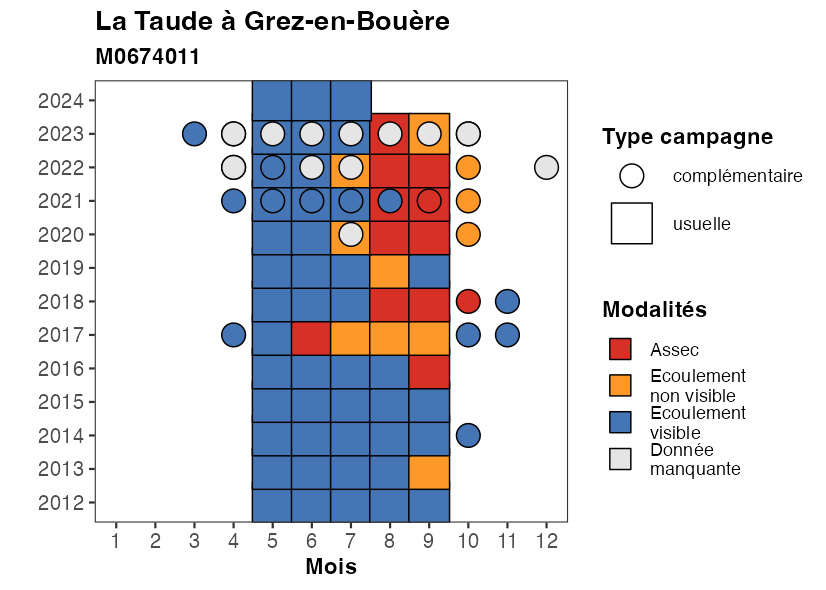 La Taude à Grez-en-Bouère
M0674011
2024
2023
2022
2021
2020
2019
2018
2017
2016
2015
2014
2013
2012
1 2 3 4 5 6 7 8 9 10 11 12
Mois
Type campagne
complémentaire
usuelle
Modalités
Assec
Ecoulement
non visible
Ecoulement
visible
Donnée
manquante